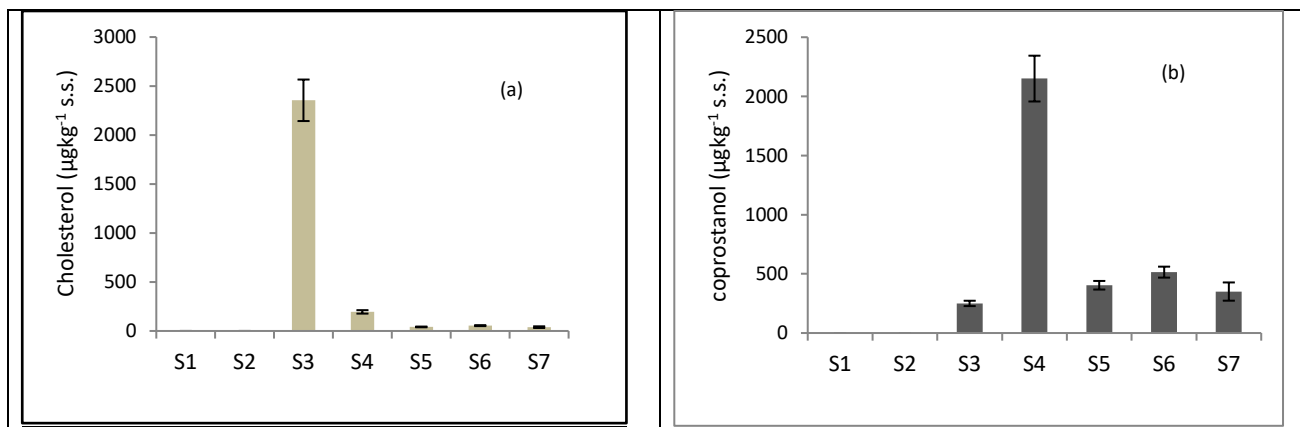 Cholesterol (µgkg⁻¹ s.s.)
3000
2500
2000
1500
1000
500
0
(a)
S1 S2 S3 S4 S5 S6 S7
coprostanol (µgkg⁻¹ s.s.)
2500
2000
1500
1000
500
0
(b)
S1 S2 S3 S4 S5 S6 S7